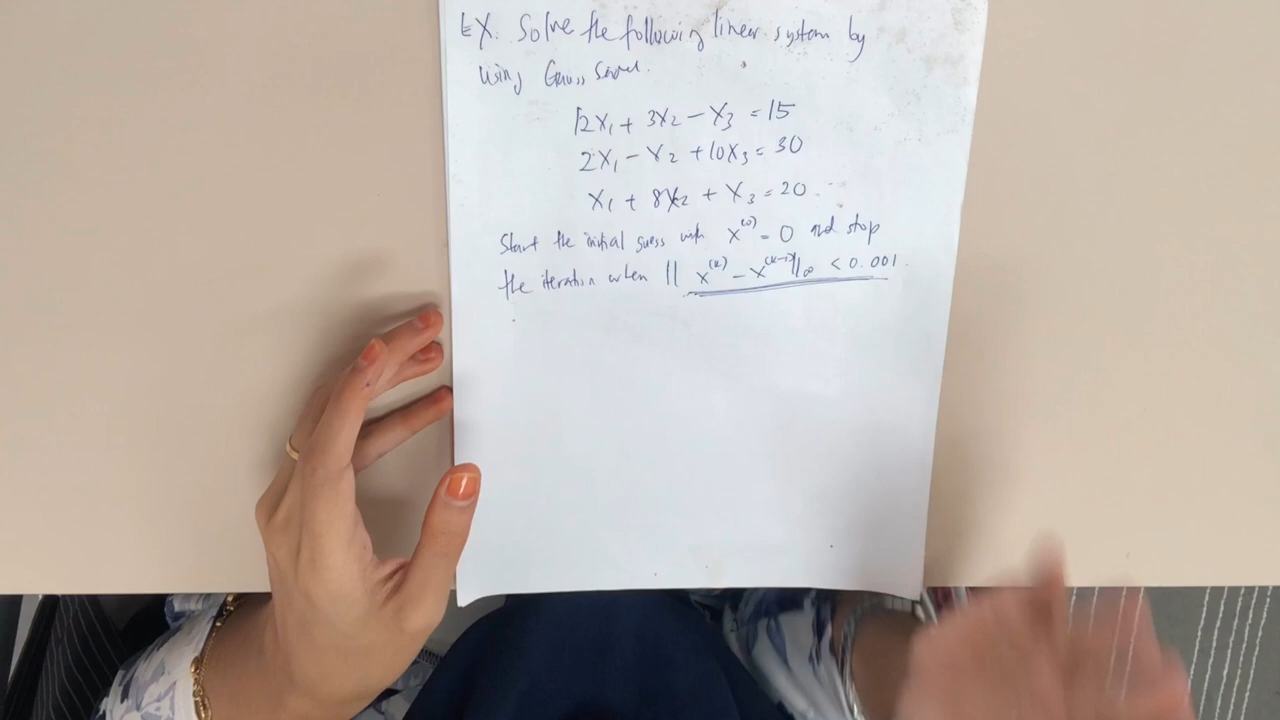 EX. Solve the following linear system by
using Gauss Seidel.
12x₁ + 3x₂ - x₃ = 15
2x₁ - x₂ + 10x₃ = 30
x₁ + 8x₂ + x₃ = 20
Start the initial guess with x⁽⁰⁾ = 0 and stop
the iteration when || x⁽ᵏ⁾ - x⁽ᵏ⁻¹⁾ ||∞ < 0.001.